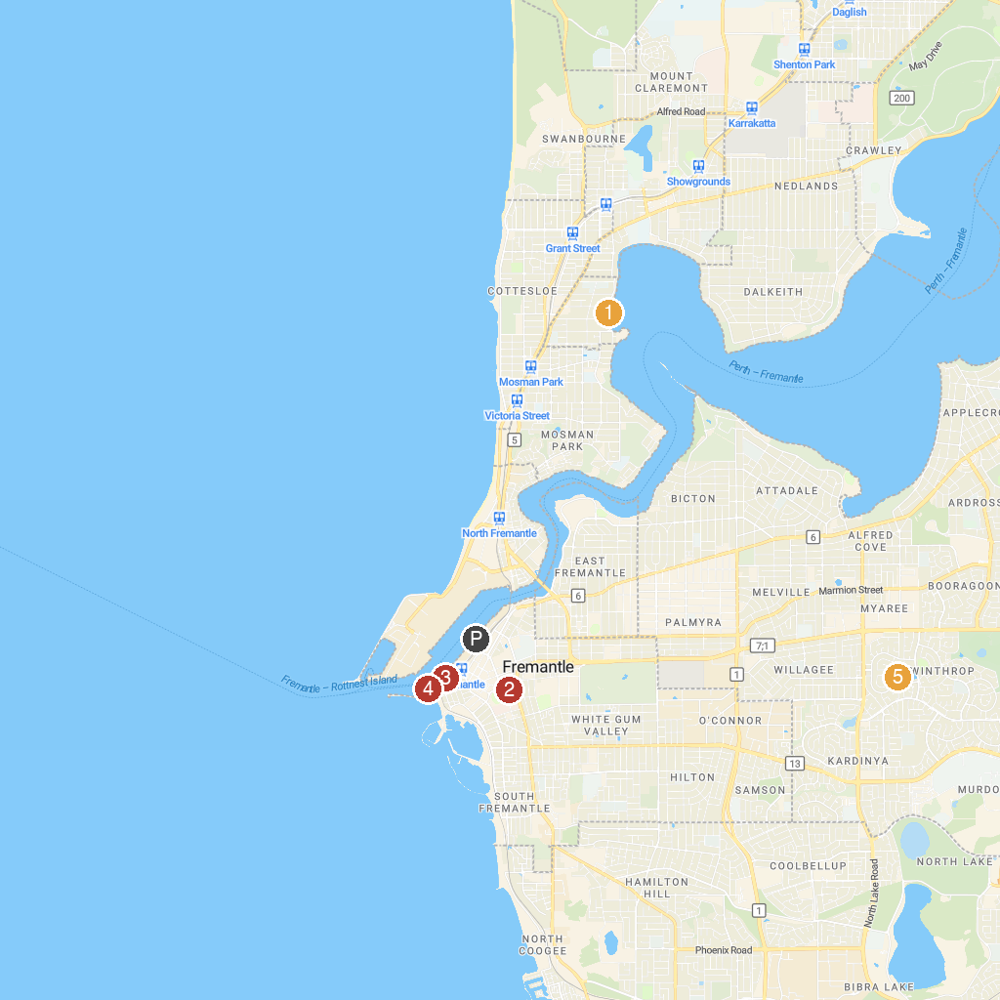 Daglish
Shenton Park
May Drive
MOUNT
CLAREMONT
200
Alfred Road
Karrakatta
SWANBOURNE
CRAWLEY
Showgrounds
NEDLANDS
Grant Street
Perth – Fremantle
COTTESLOE
DALKEITH
1
Mosman Park
Perth – Fremantle
Victoria Street
APPLECRO
5
MOSMAN
PARK
ATTADALE
BICTON
ARDROSS
North Fremantle
6
ALFRED
COVE
EAST
FREMANTLE
6
MELVILLE
Marmion Street
BOORAGOON
MYAREE
PALMYRA
P
7;1
Fremantle
WILLAGEE
WINTHROP
1
5
3
Fremantle – Rottnest Island
mantle
4
2
WHITE GUM
VALLEY
O'CONNOR
13
KARDINYA
HILTON
SAMSON
MURDO
SOUTH
FREMANTLE
COOLBELLUP
NORTH LAKE
HAMILTON
HILL
North Lake Road
1
NORTH
COOGEE
Phoenix Road
BIBRA LAKE